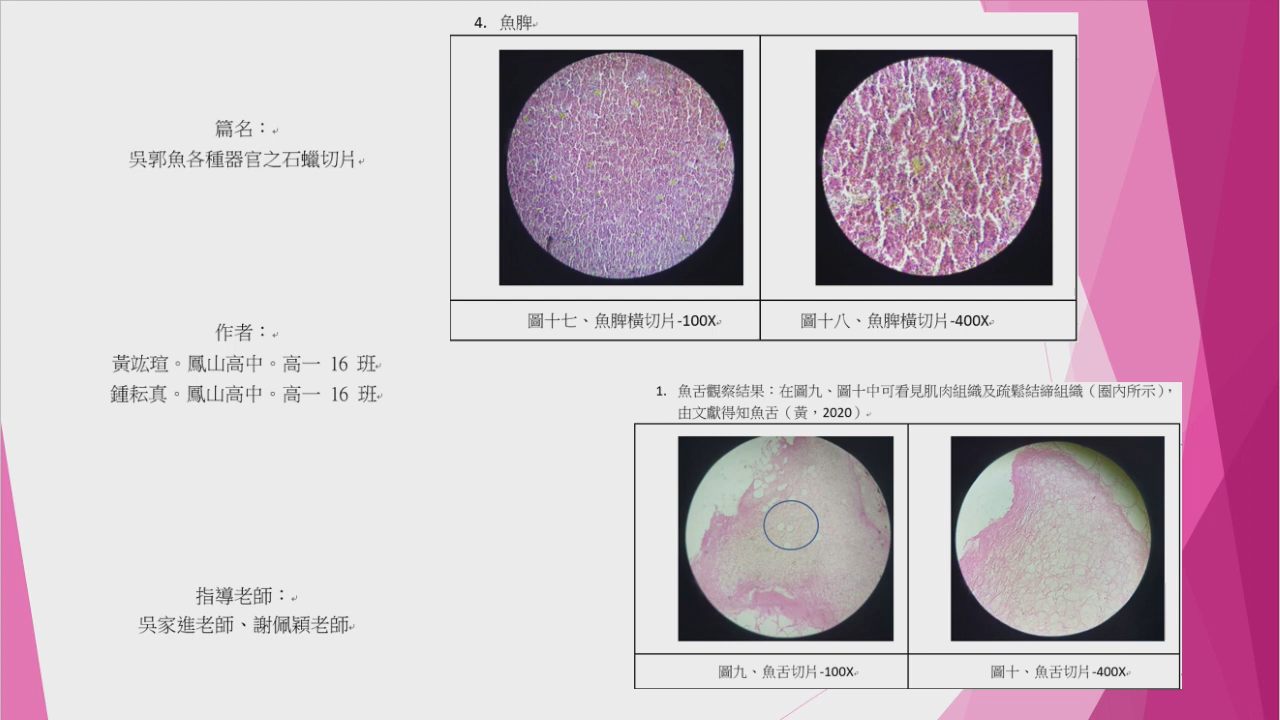 篇名：
吳郭魚各種器官之石蠟切片
作者：
黃竑瑄。鳳山高中。高一 16 班
鍾耘真。鳳山高中。高一 16 班
指導老師：
吳家進老師、謝佩穎老師
4. 魚脾
圖十七、魚脾橫切片-100X
圖十八、魚脾橫切片-400X
1. 魚舌觀察結果：在圖九、圖十中可看見肌肉組織及疏鬆結締組織（圈內所示），
由文獻得知魚舌（黃，2020）
圖九、魚舌切片-100X
圖十、魚舌切片-400X